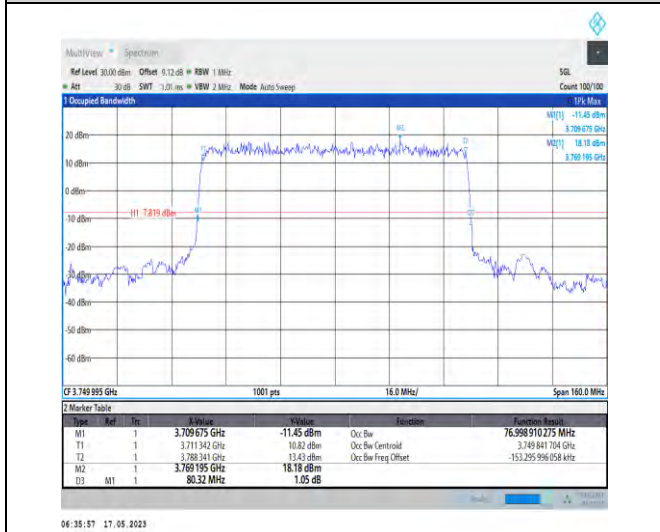 MultiView Spectrum
Ref Level 30.00 dBm Offset 9.12 dB RBW 1 MHz SGL
Att 30 dB SWT 1.01 ms VBW 2 MHz Mode Auto Sweep Count 100/100
1 Occupied Bandwidth 1Pk Max
M1[1] -11.45 dBm
3.709 675 GHz
M2[1] 18.18 dBm
3.769 195 GHz
M2
20 dBm
T1
10 dBm
0 dBm
H1 -7.819 dBm M1
-10 dBm
-20 dBm
-30 dBm
-40 dBm
-50 dBm
-60 dBm
CF 3.749 995 GHz 1001 pts 16.0 MHz/ Span 160.0 MHz
2 Marker Table
Type Ref Trc X-Value Y-Value Function Function Result
M1 1 3.709 675 GHz -11.45 dBm Occ Bw 76.998 910 275 MHz
T1 1 3.711 342 GHz 10.82 dBm Occ Bw Centroid 3.749 841 704 GHz
T2 1 3.788 341 GHz 13.43 dBm Occ Bw Freq Offset -153.295 996 058 kHz
M2 1 3.769 195 GHz 18.18 dBm
D3 M1 1 80.32 MHz 1.05 dB
06:35:57 17.05.2023